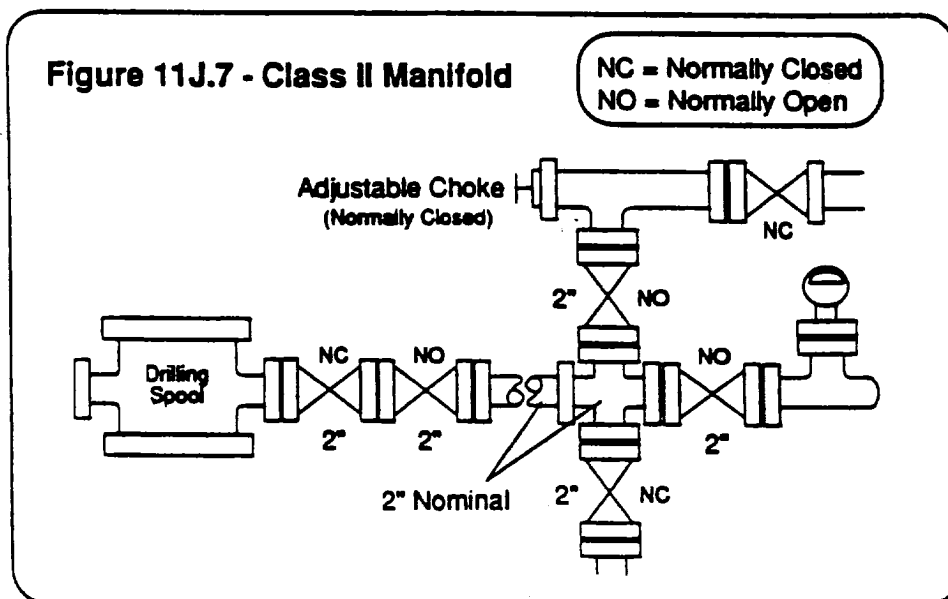 Figure 11J.7 - Class II Manifold
NC = Normally Closed
NO = Normally Open
Adjustable Choke
(Normally Closed)
NC
2" NO
Drilling
Spool
NC
NO
NO
2"
2"
2"
2" Nominal
2" NC